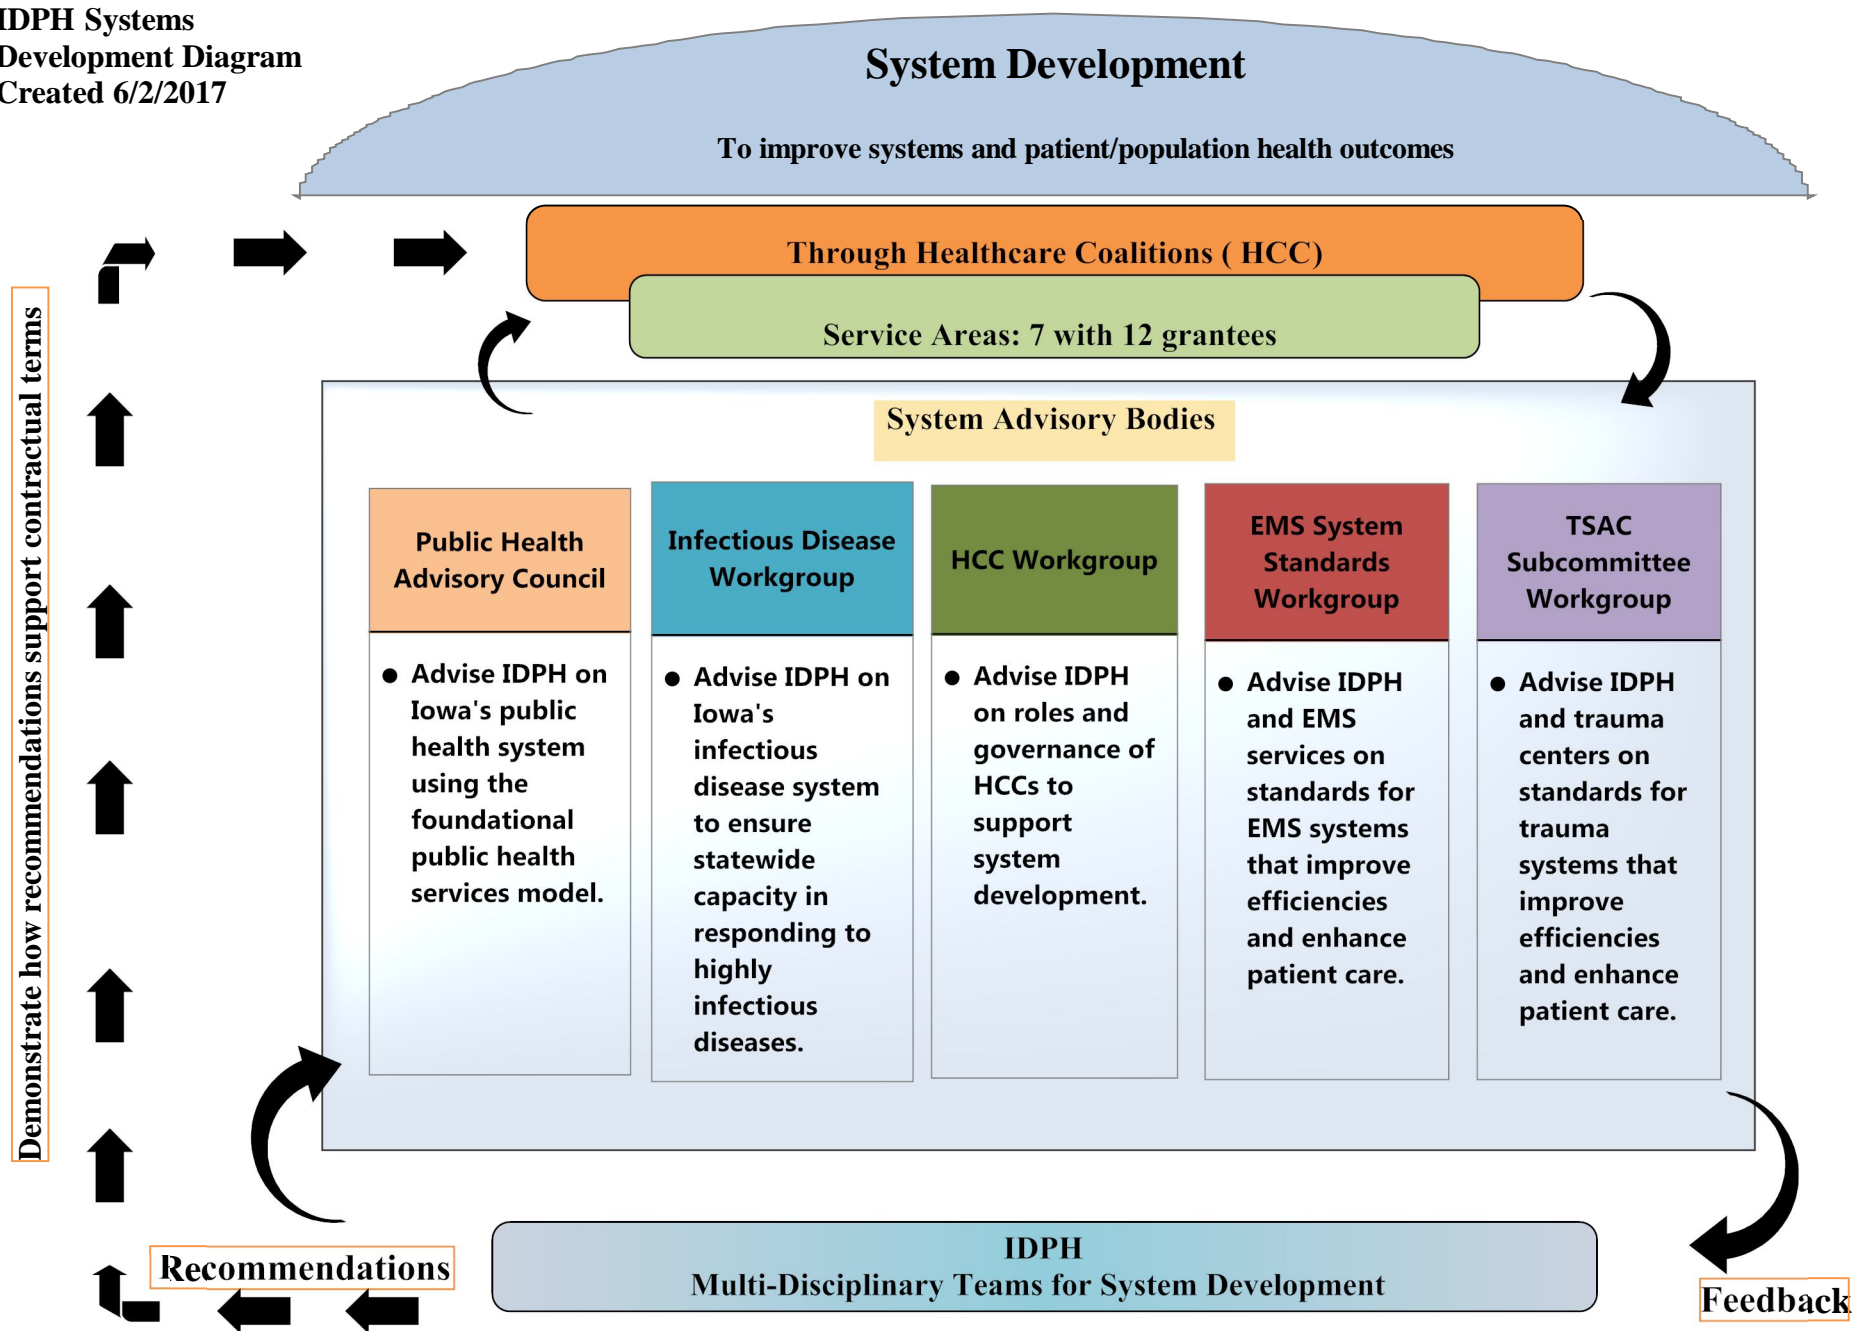 IDPH Systems
Development Diagram
Created 6/2/2017
System Development
To improve systems and patient/population health outcomes
Through Healthcare Coalitions ( HCC)
Service Areas: 7 with 12 grantees
Demonstrate how recommendations support contractual terms
System Advisory Bodies
Public Health
Advisory Council
● Advise IDPH on
Iowa's public
health system
using the
foundational
public health
services model.
Infectious Disease
Workgroup
● Advise IDPH on
Iowa's
infectious
disease system
to ensure
statewide
capacity in
responding to
highly
infectious
diseases.
HCC Workgroup
● Advise IDPH
on roles and
governance of
HCCs to
support
system
development.
EMS System
Standards
Workgroup
● Advise IDPH
and EMS
services on
standards for
EMS systems
that improve
efficiencies
and enhance
patient care.
TSAC
Subcommittee
Workgroup
● Advise IDPH
and trauma
centers on
standards for
trauma
systems that
improve
efficiencies
and enhance
patient care.
Recommendations
IDPH
Multi-Disciplinary Teams for System Development
Feedback